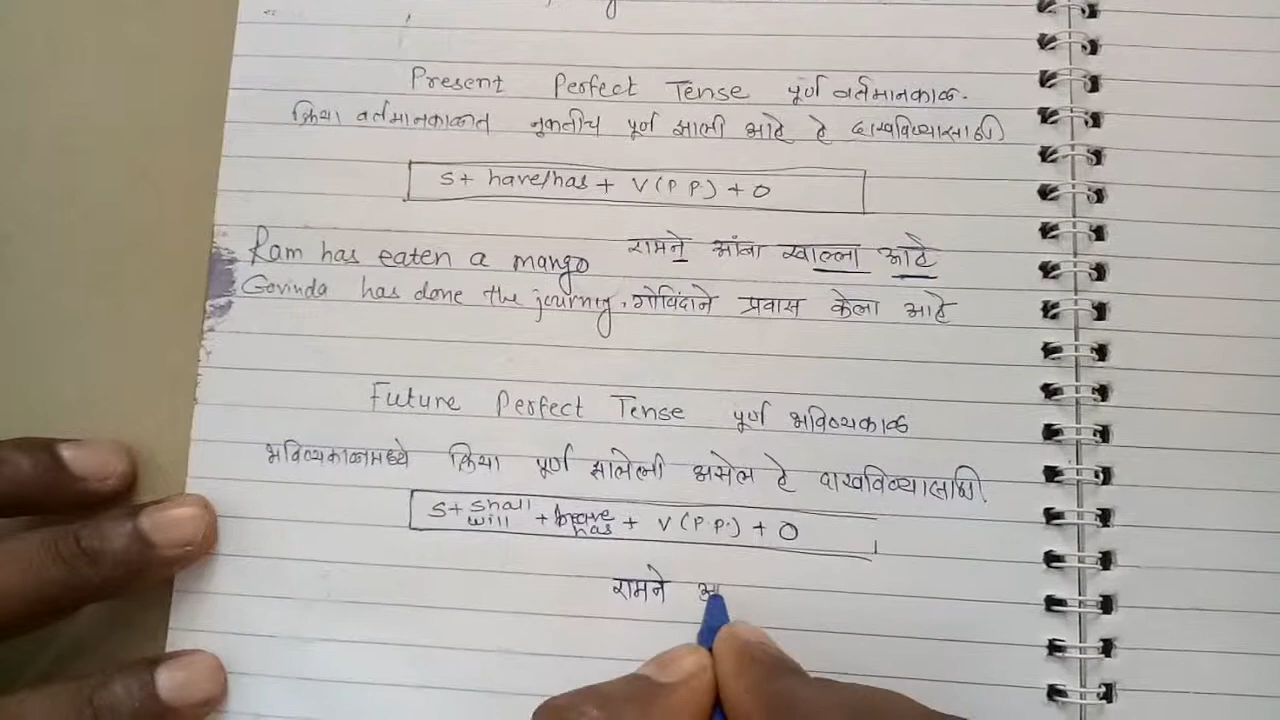 Present Perfect Tense पूर्ण वर्तमानकाळ.
क्रिया वर्तमानकाळात नुकतीच पूर्ण झाली आहे हे दाखविण्यासाठी
S+ have/has + V(P.P.) + O
Ram has eaten a mango रामने आंबा खाल्ला आहे
Govinda has done the journey. गोविंदाने प्रवास केला आहे
Future Perfect Tense पूर्ण भविष्यकाळ
भविष्यकाळामध्ये क्रिया पूर्ण झालेली असेल हे दाखविण्यासाठी.
S+ shall will + have has + V(P.P.) + O
रामने